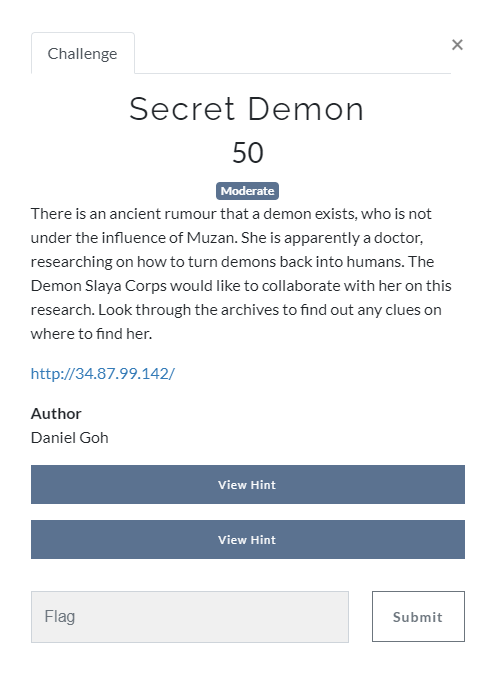 Challenge
×
Secret Demon
50
Moderate
There is an ancient rumour that a demon exists, who is not
under the influence of Muzan. She is apparently a doctor,
researching on how to turn demons back into humans. The
Demon Slaya Corps would like to collaborate with her on this
research. Look through the archives to find out any clues on
where to find her.
http://34.87.99.142/
Author
Daniel Goh
View Hint
View Hint
Flag
Submit